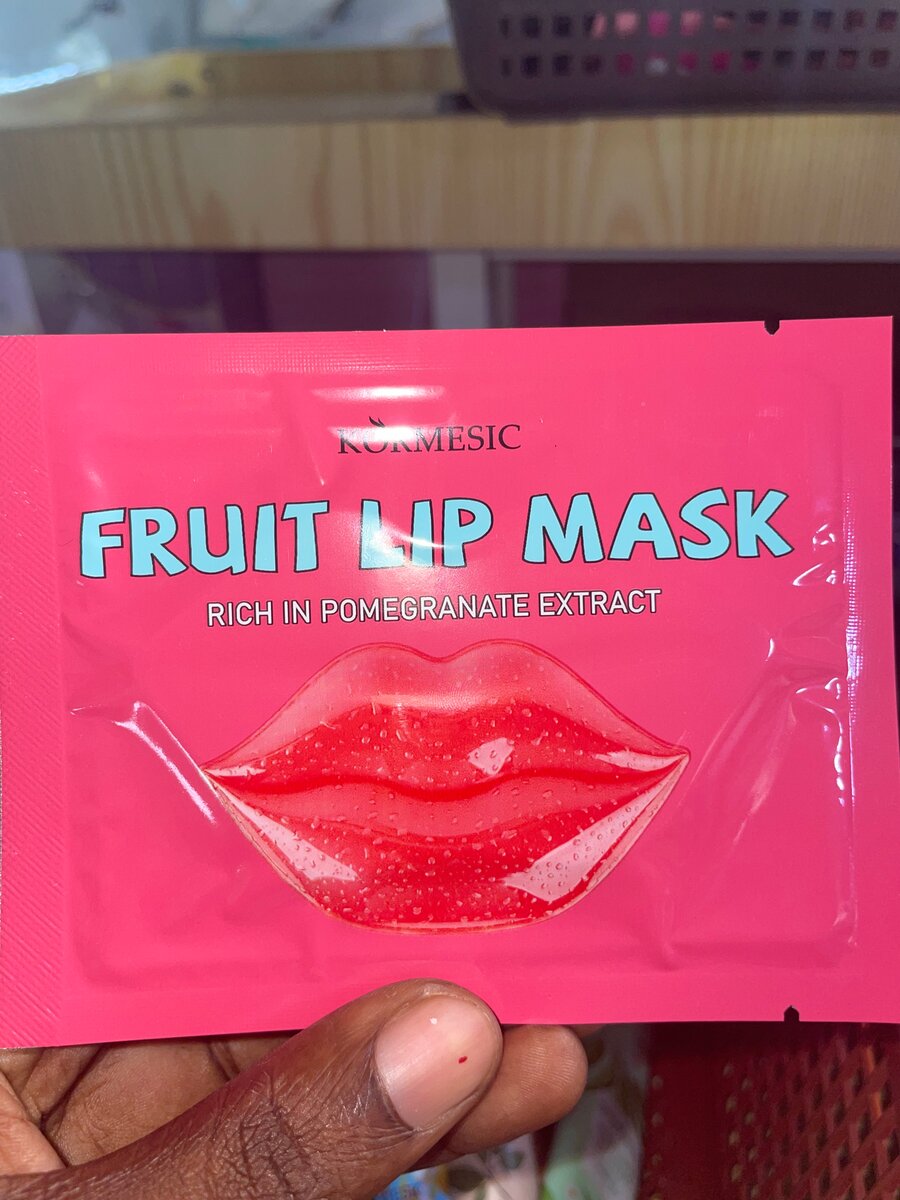 KORMESIC
FRUIT LIP MASK
RICH IN POMEGRANATE EXTRACT